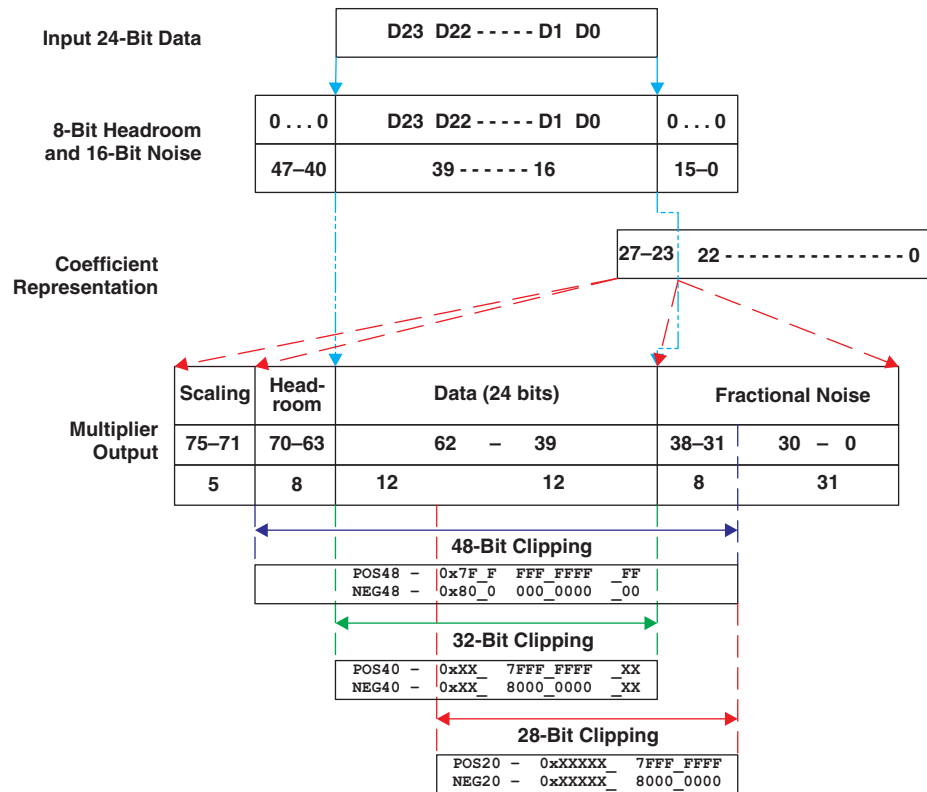 Input 24-Bit Data
D23 D22 - - - - - D1 D0
8-Bit Headroom
and 16-Bit Noise
0 . . . 0
D23 D22 - - - - - D1 D0
0 . . . 0
47–40
39 - - - - - - 16
15–0
Coefficient
Representation
27–23
22 - - - - - - - - - - - - - - - 0
Multiplier
Output
Scaling
Head-
room
Data (24 bits)
Fractional Noise
75–71
70–63
62 – 39
38–31
30 – 0
5
8
12
12
8
31
48-Bit Clipping
POS48 – 0x7F_F FFF_FFFF _FF
NEG48 – 0x80_0 000_0000 _00
32-Bit Clipping
POS40 – 0xXX_ 7FFF_FFFF _XX
NEG40 – 0xXX_ 8000_0000 _XX
28-Bit Clipping
POS20 – 0xXXXXX_ 7FFF_FFFF
NEG20 – 0xXXXXX_ 8000_0000